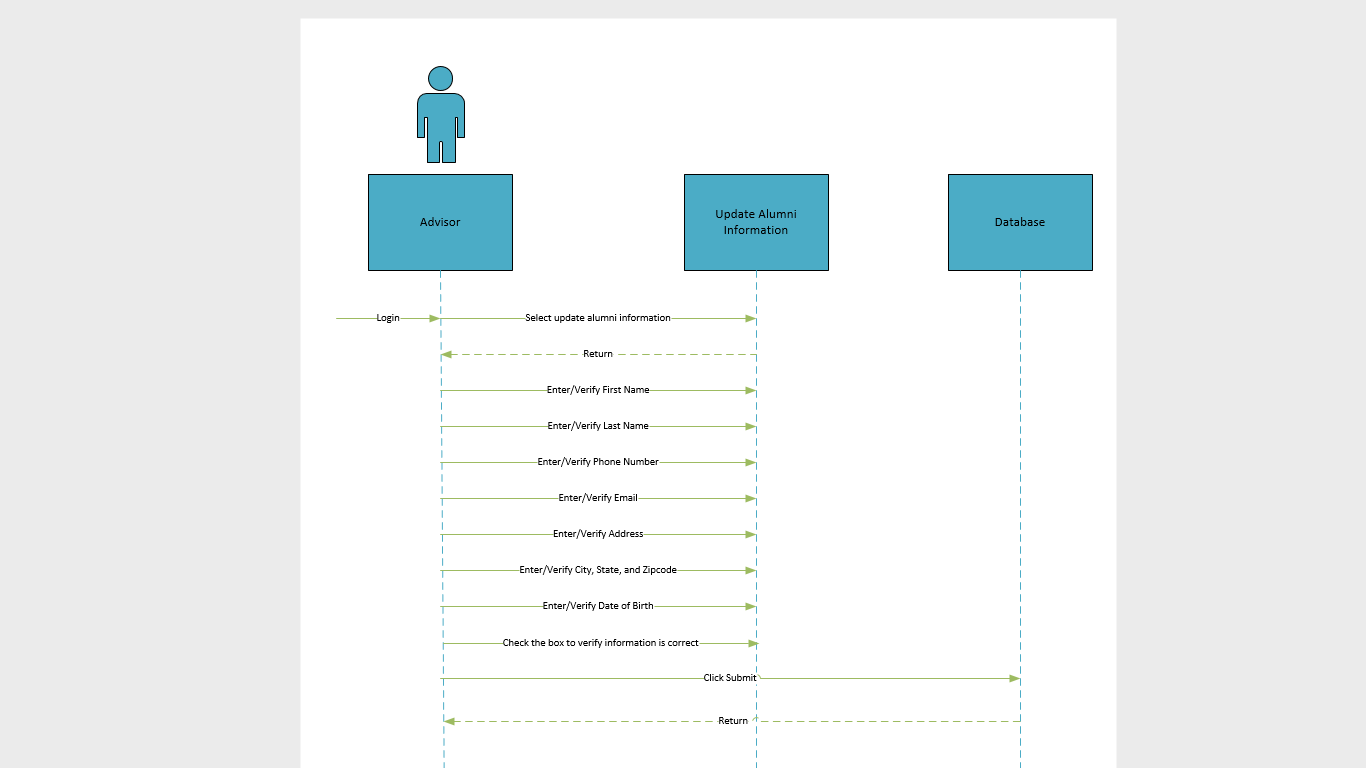 Advisor
Update Alumni
Information
Database
Login
Select update alumni information
Return
Enter/Verify First Name
Enter/Verify Last Name
Enter/Verify Phone Number
Enter/Verify Email
Enter/Verify Address
Enter/Verify City, State, and Zipcode
Enter/Verify Date of Birth
Check the box to verify information is correct
Click Submit
Return